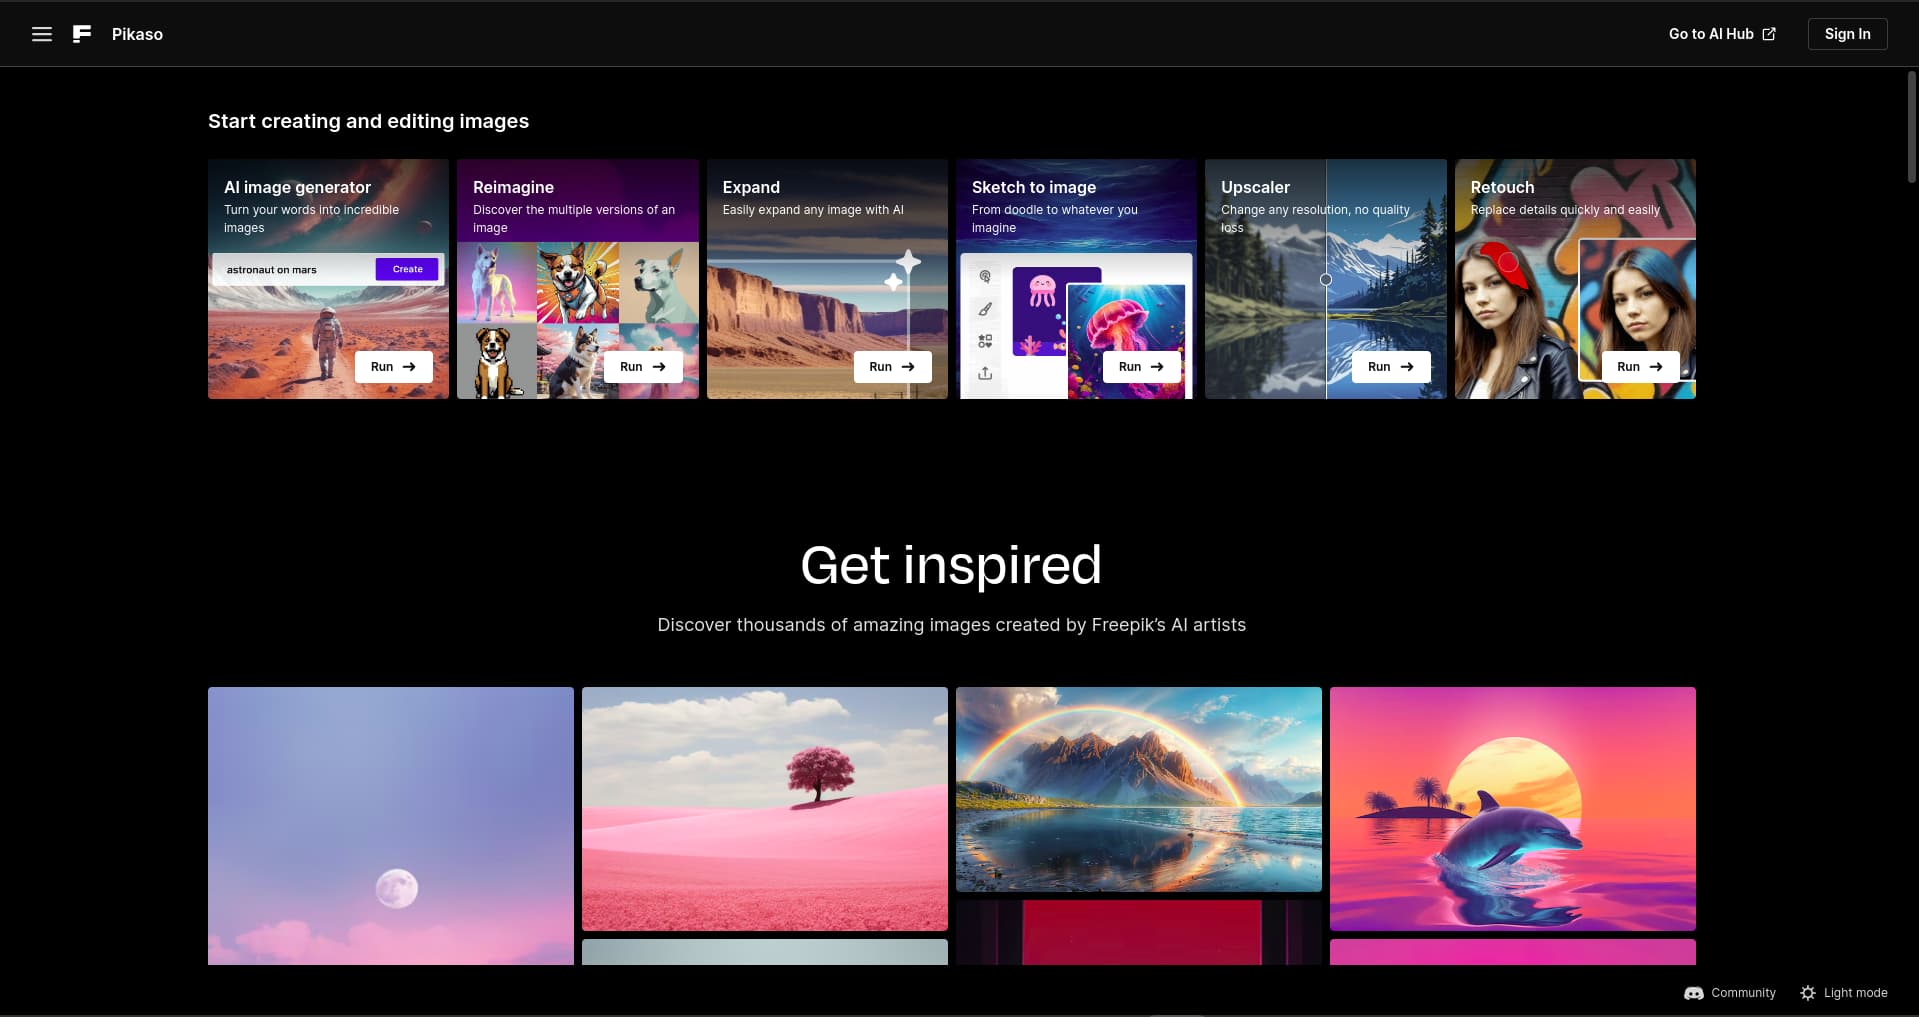 Pikaso
Go to AI Hub
Sign In
Start creating and editing images
AI image generator
Turn your words into incredible
images
astronaut on mars
Create
Run
Reimagine
Discover the multiple versions of an
image
Run
Expand
Easily expand any image with AI
Run
Sketch to image
From doodle to whatever you
imagine
Run
Upscaler
Change any resolution, no quality
loss
Run
Retouch
Replace details quickly and easily
Run
Get inspired
Discover thousands of amazing images created by Freepik’s AI artists
Community
Light mode